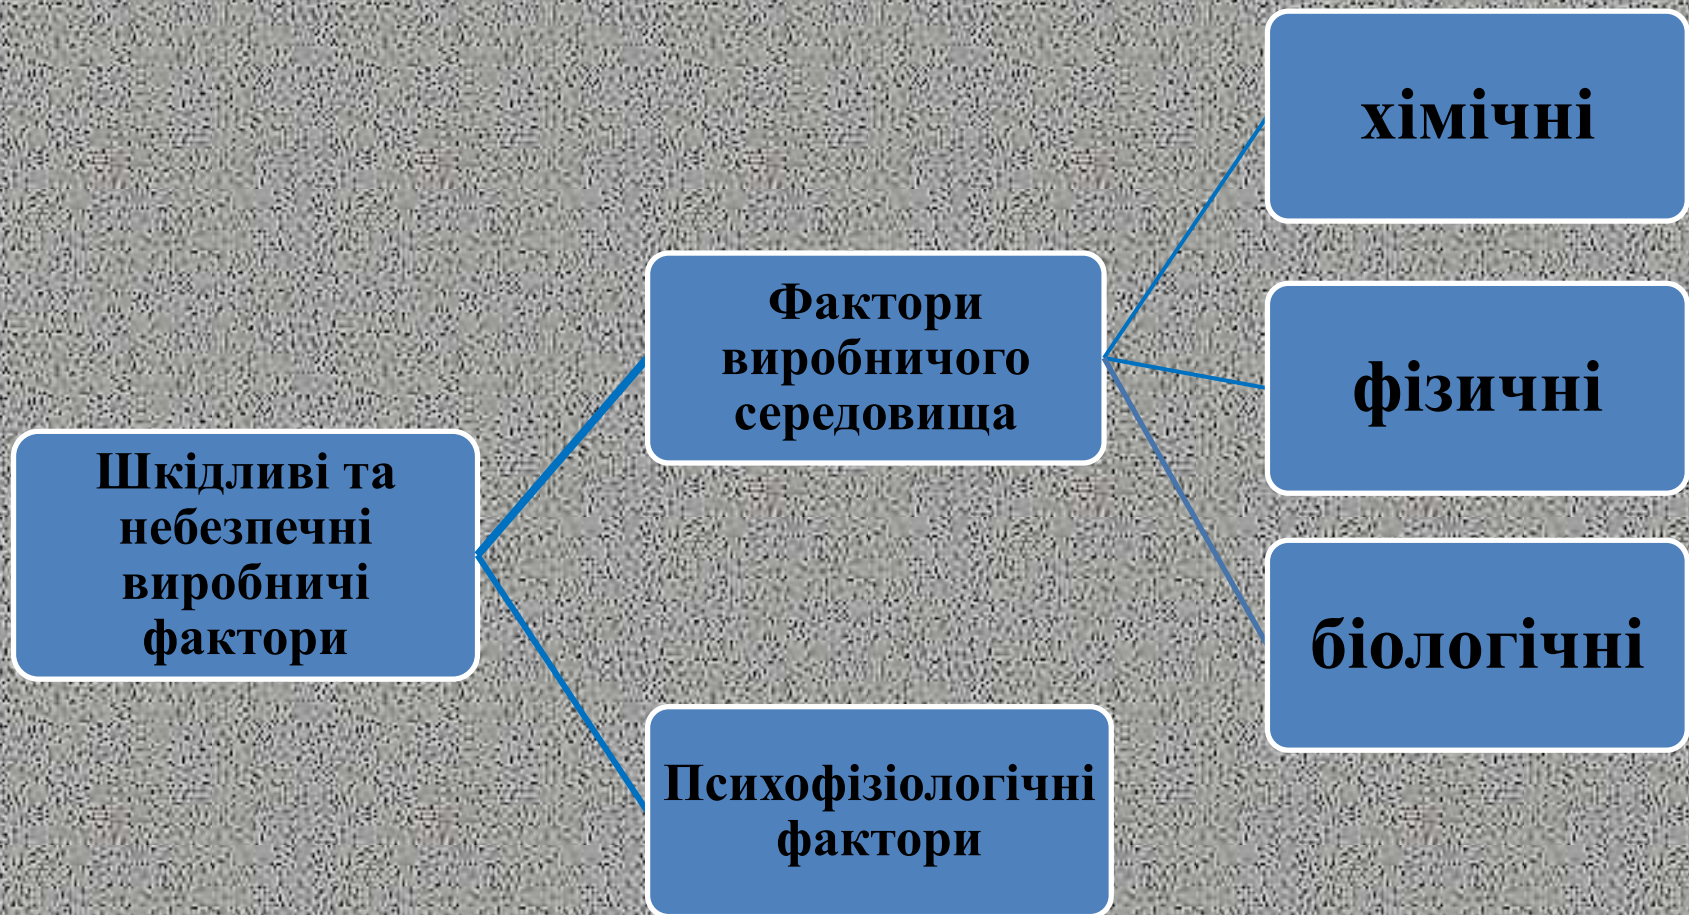 Шкідливі та
небезпечні
виробничі
фактори
Фактори
виробничого
середовища
Психофізіологічні
фактори
хімічні
фізичні
біологічні